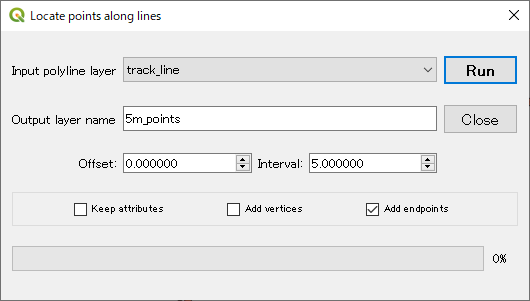 Locate points along lines
Input polyline layer track_line Run
Output layer name 5m_points Close
Offset: 0.000000 Interval: 5.000000
Keep attributes Add vertices Add endpoints
0%